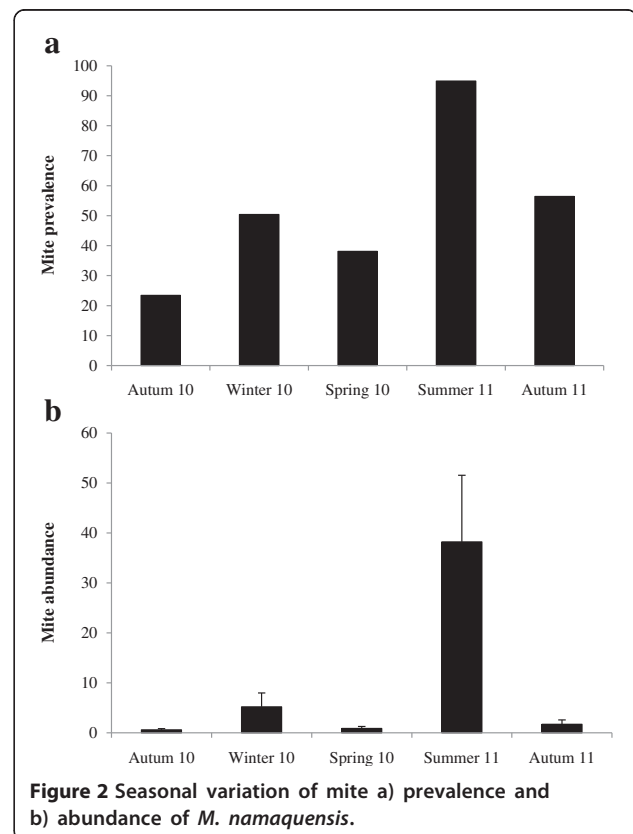 a
Mite prevalence
100
90
80
70
60
50
40
30
20
10
0
Autum 10 Winter 10 Spring 10 Summer 11 Autum 11
b
Mite abundance
60
50
40
30
20
10
0
Autum 10 Winter 10 Spring 10 Summer 11 Autum 11
Figure 2 Seasonal variation of mite a) prevalence and
b) abundance of M. namaquensis.